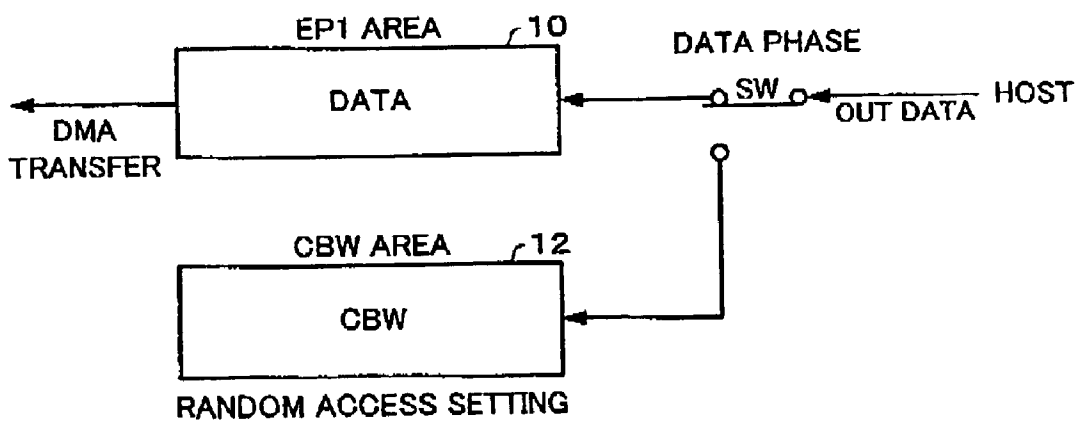 EP1 AREA
10
DATA PHASE
DATA
SW
HOST
OUT DATA
DMA
TRANSFER
CBW AREA
12
CBW
RANDOM ACCESS SETTING